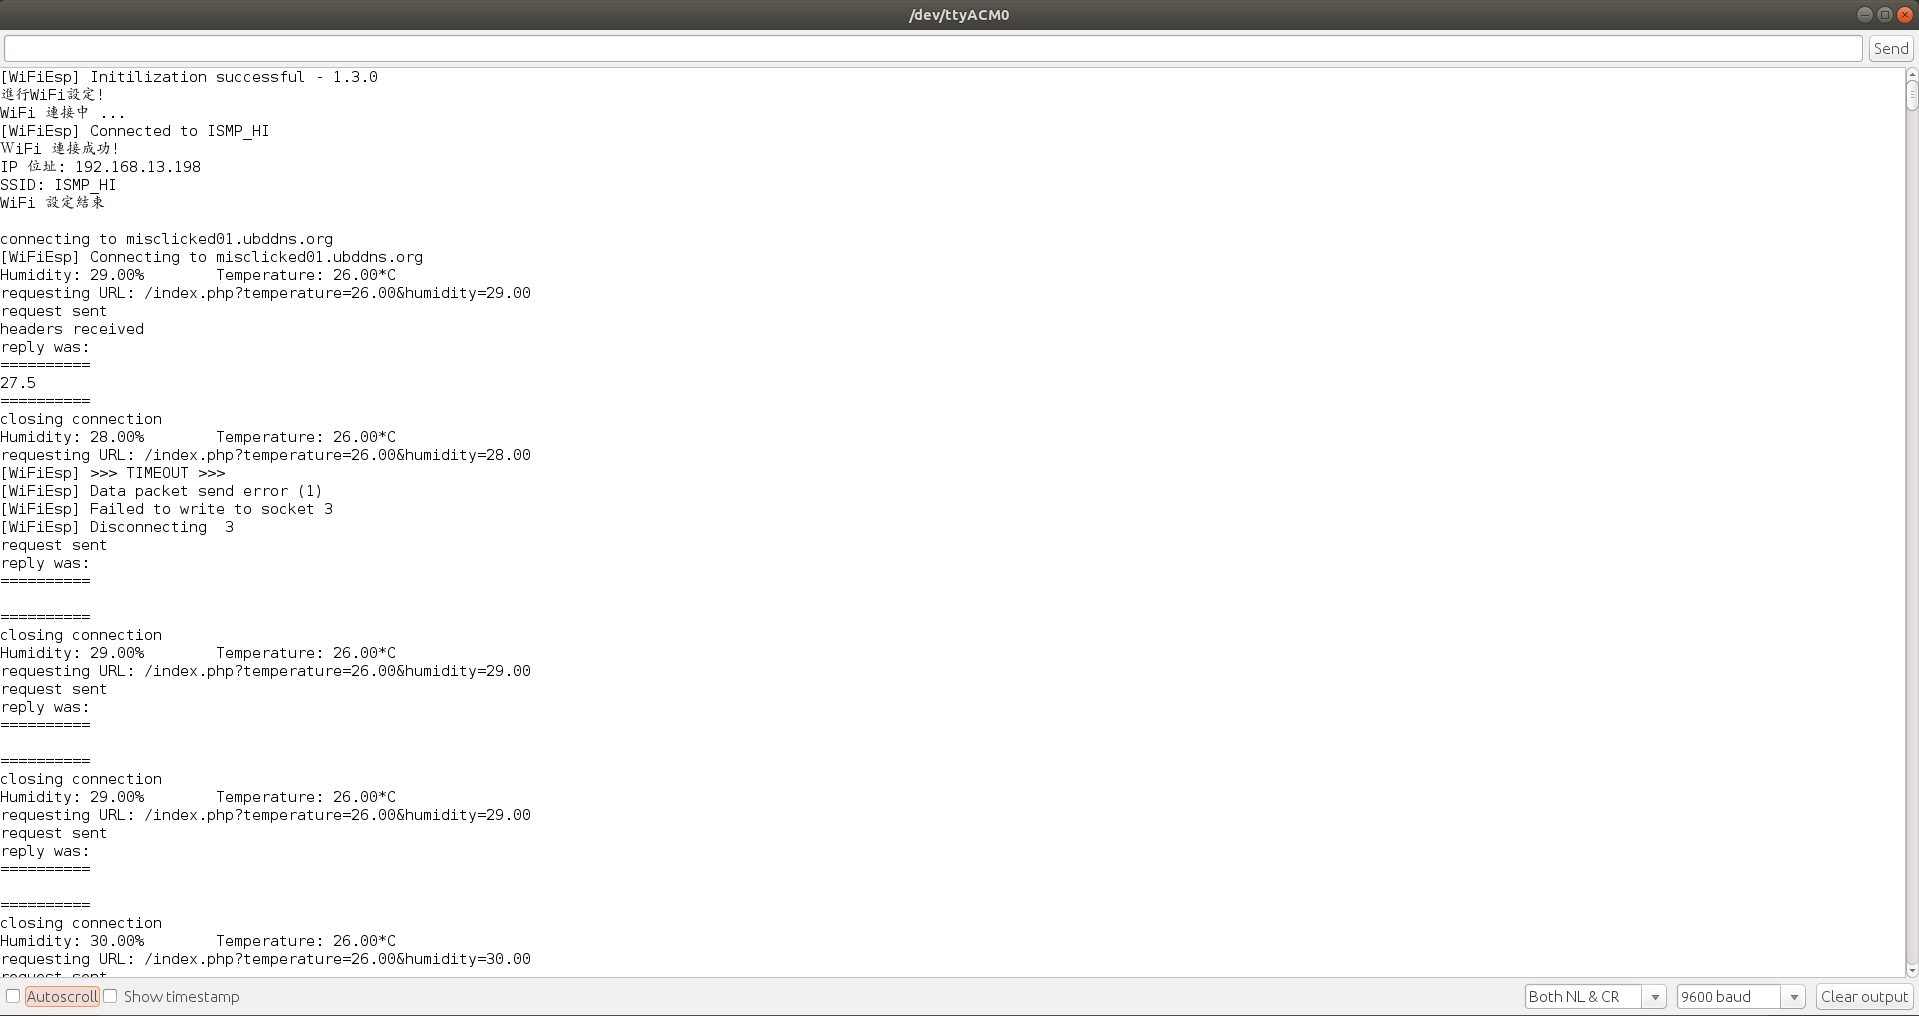 /dev/ttyACM0
Send
[WiFiEsp] Initilization successful - 1.3.0
進行WiFi設定!
WiFi 連接中 ...
[WiFiEsp] Connected to ISMP_HI
WiFi 連接成功!
IP 位址: 192.168.13.198
SSID: ISMP_HI
WiFi 設定結束
connecting to misclicked01.ubddns.org
[WiFiEsp] Connecting to misclicked01.ubddns.org
Humidity: 29.00%        Temperature: 26.00*C
requesting URL: /index.php?temperature=26.00&humidity=29.00
request sent
headers received
reply was:
==========
27.5
==========
closing connection
Humidity: 28.00%        Temperature: 26.00*C
requesting URL: /index.php?temperature=26.00&humidity=28.00
[WiFiEsp] >>> TIMEOUT >>>
[WiFiEsp] Data packet send error (1)
[WiFiEsp] Failed to write to socket 3
[WiFiEsp] Disconnecting  3
request sent
reply was:
==========
==========
closing connection
Humidity: 29.00%        Temperature: 26.00*C
requesting URL: /index.php?temperature=26.00&humidity=29.00
request sent
reply was:
==========
==========
closing connection
Humidity: 29.00%        Temperature: 26.00*C
requesting URL: /index.php?temperature=26.00&humidity=29.00
request sent
reply was:
==========
==========
closing connection
Humidity: 30.00%        Temperature: 26.00*C
requesting URL: /index.php?temperature=26.00&humidity=30.00
request sent
Autoscroll Show timestamp Both NL & CR 9600 baud Clear output